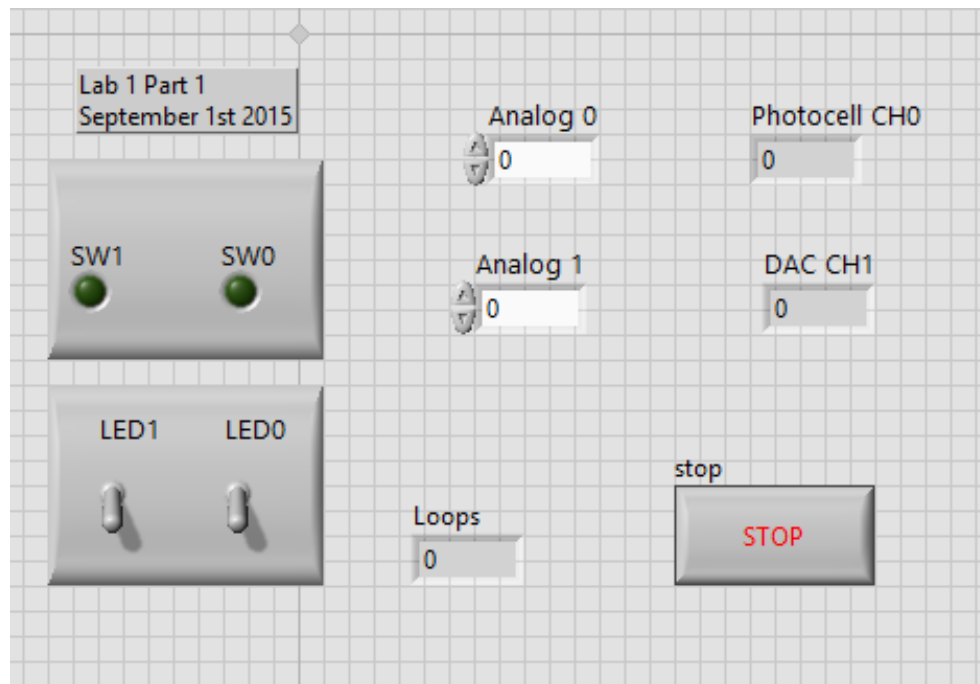 Lab 1 Part 1
September 1st 2015
Analog 0
0
Photocell CH0
0
SW1
SW0
Analog 1
0
DAC CH1
0
LED1
LED0
Loops
0
stop
STOP